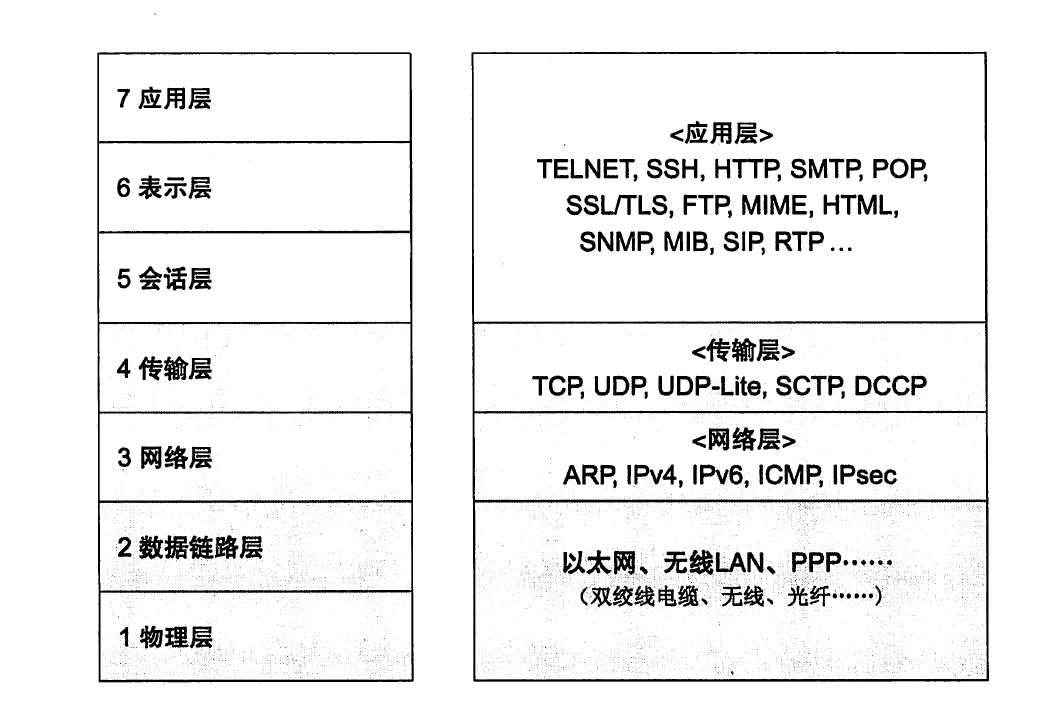 7 应用层
6 表示层
5 会话层
4 传输层
3 网络层
2 数据链路层
1 物理层
<应用层>
TELNET, SSH, HTTP, SMTP, POP,
SSL/TLS, FTP, MIME, HTML,
SNMP, MIB, SIP, RTP ...
<传输层>
TCP, UDP, UDP-Lite, SCTP, DCCP
<网络层>
ARP, IPv4, IPv6, ICMP, IPsec
以太网、无线LAN、PPP……
（双绞线电缆、无线、光纤……）